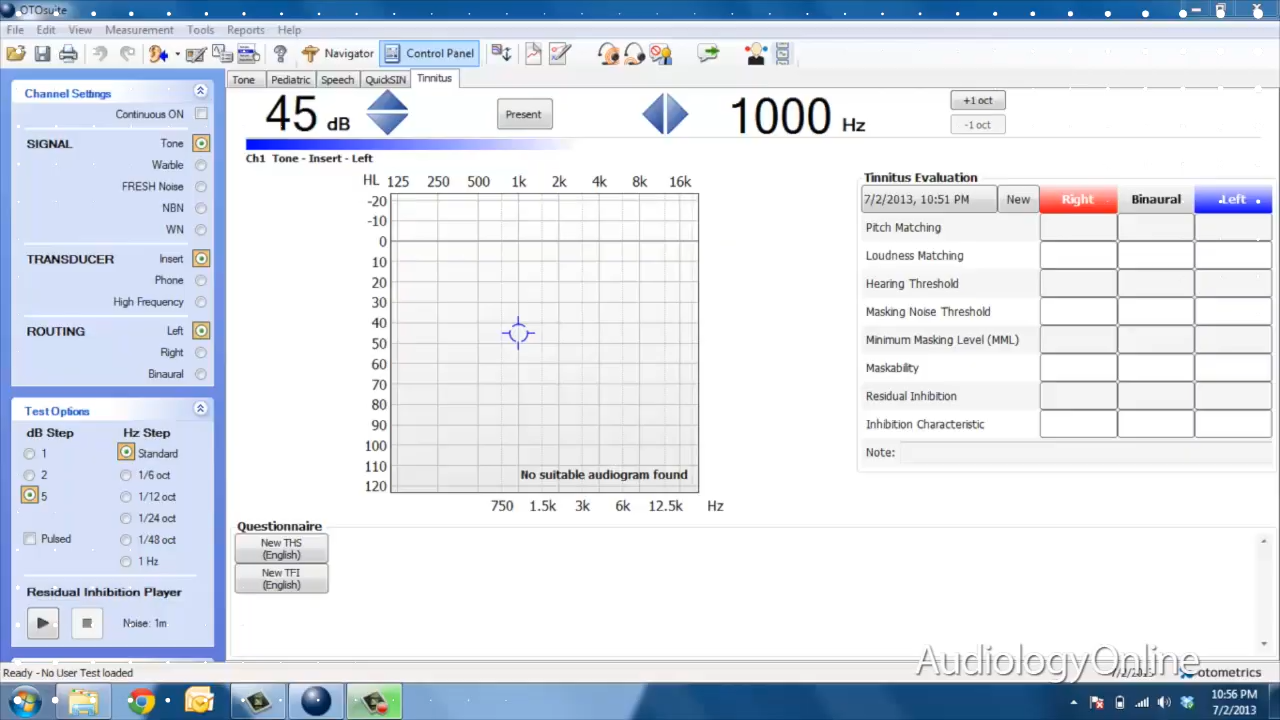 OTOsuite
File Edit View Measurement Tools Reports Help
Navigator Control Panel
Tone Pediatric Speech QuickSIN Tinnitus
Channel Settings
Continuous ON
SIGNAL Tone
Warble
FRESH Noise
NBN
WN
TRANSDUCER Insert
Phone
High Frequency
ROUTING Left
Right
Binaural
Test Options
dB Step Hz Step
1 Standard
2 1/6 oct
5 1/12 oct
1/24 oct
Pulsed 1/48 oct
1 Hz
Residual Inhibition Player
Noise: 1m
45 dB Present 1000 Hz +1 oct
-1 oct
Ch1 Tone - Insert - Left
HL 125 250 500 1k 2k 4k 8k 16k
-20
-10
0
10
20
30
40
50
60
70
80
90
100
110
120
No suitable audiogram found
750 1.5k 3k 6k 12.5k Hz
Tinnitus Evaluation
7/2/2013, 10:51 PM New Right Binaural Left
Pitch Matching
Loudness Matching
Hearing Threshold
Masking Noise Threshold
Minimum Masking Level (MML)
Maskability
Residual Inhibition
Inhibition Characteristic
Note:
Questionnaire
New THS
(English)
New TFI
(English)
AudiologyOnline
Ready - No User Test loaded 7/2/2013 otometrics
10:56 PM
7/2/2013